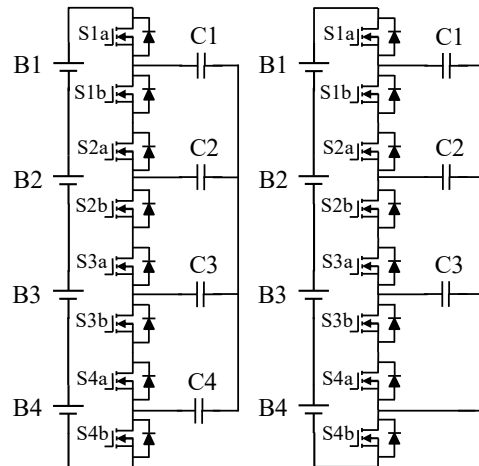 S1a C1
B1
S1b
S2a C2
B2
S2b
S3a C3
B3
S3b
S4a C4
B4
S4b
S1a C1
B1
S1b
S2a C2
B2
S2b
S3a C3
B3
S3b
S4a
B4
S4b